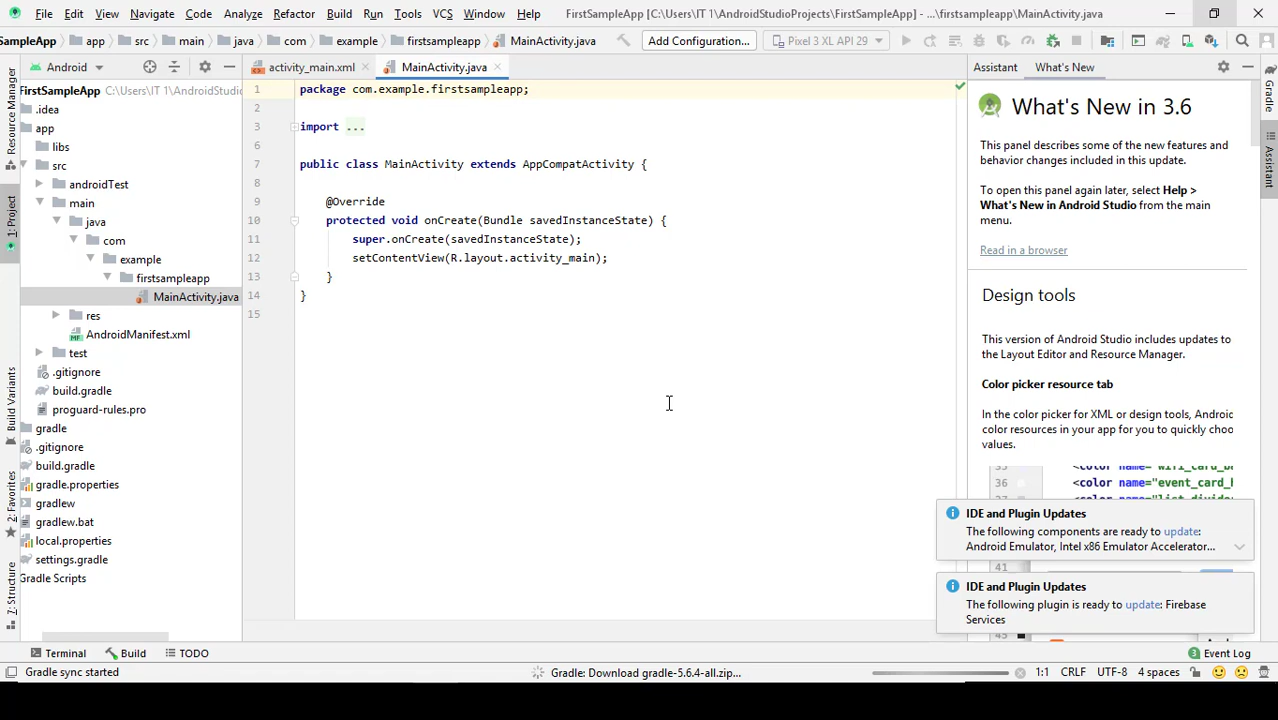 File Edit View Navigate Code Analyze Refactor Build Run Tools VCS Window Help FirstSampleApp [C:\Users\IT 1\AndroidStudioProjects\FirstSampleApp] - ...\firstsampleapp\MainActivity.java
SampleApp app src main java com example firstsampleapp MainActivity.java Add Configuration... Pixel 3 XL API 29
Android activity_main.xml MainActivity.java Assistant What's New
Resource Manager
1: Project
Build Variants
2: Favorites
7: Structure
FirstSampleApp C:\Users\IT 1\AndroidStudi
.idea
app
libs
src
androidTest
main
java
com
example
firstsampleapp
MainActivity.java
res
AndroidManifest.xml
test
.gitignore
build.gradle
proguard-rules.pro
gradle
.gitignore
build.gradle
gradle.properties
gradlew
gradlew.bat
local.properties
settings.gradle
Gradle Scripts
1 package com.example.firstsampleapp;
2
3 import ...
6
7 public class MainActivity extends AppCompatActivity {
8
9 @Override
10 protected void onCreate(Bundle savedInstanceState) {
11 super.onCreate(savedInstanceState);
12 setContentView(R.layout.activity_main);
13 }
14 }
15
What's New in 3.6
This panel describes some of the new features and
behavior changes included in this update.
To open this panel again later, select Help >
What's New in Android Studio from the main
menu.
Read in a browser
Design tools
This version of Android Studio includes updates to
the Layout Editor and Resource Manager.
Color picker resource tab
In the color picker for XML or design tools, Android
color resources in your app for you to quickly choo
values.
36 <color name="event_card_
IDE and Plugin Updates
The following components are ready to update:
Android Emulator, Intel x86 Emulator Accelerator...
41
IDE and Plugin Updates
The following plugin is ready to update: Firebase
Services
Gradle
Assistant
Terminal Build TODO 3 Event Log
Gradle sync started Gradle: Download gradle-5.6.4-all.zip... 1:1 CRLF UTF-8 4 spaces